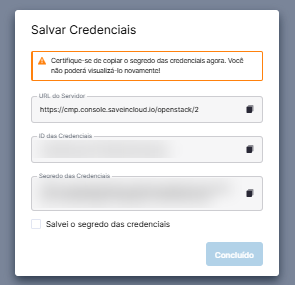 Salvar Credenciais
Certifique-se de copiar o segredo das credenciais agora. Você
não poderá visualizá-lo novamente!
URL do Servidor
https://cmp.console.saveincloud.io/openstack/2
ID das Credenciais
Segredo das Credenciais
Salvei o segredo das credenciais
Concluído